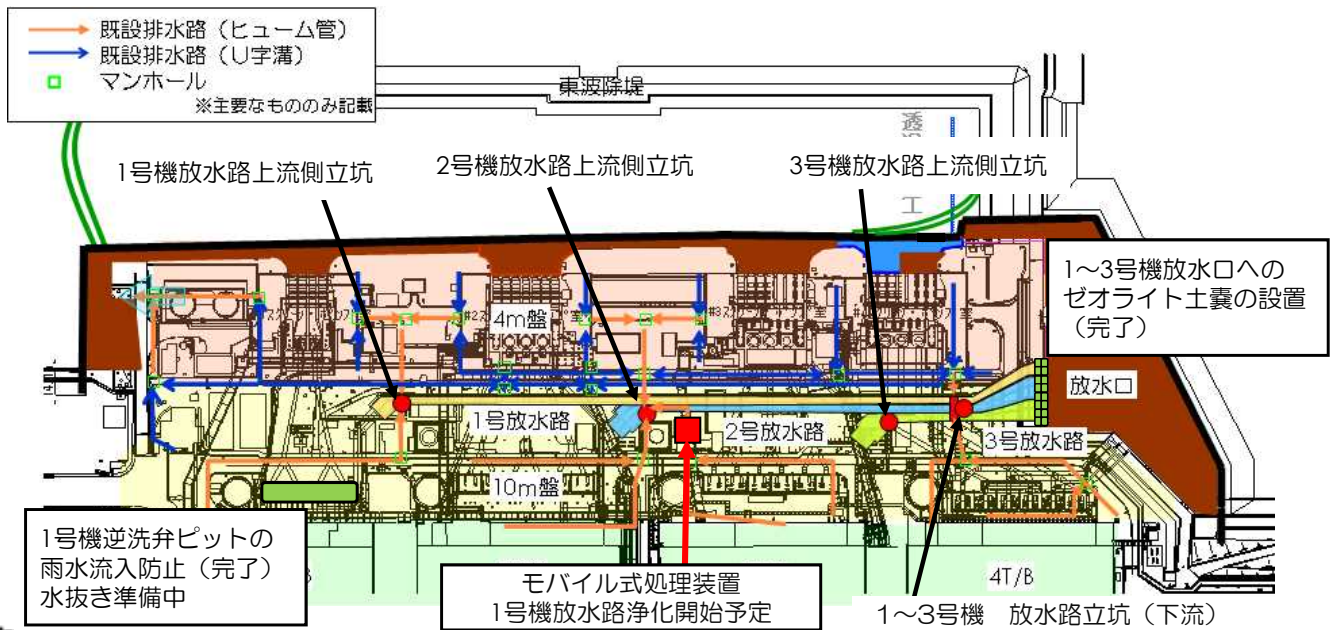 既設排水路（ヒューム管）
既設排水路（U字溝）
マンホール
※主要なもののみ記載
東波除堤
1号機放水路上流側立坑
2号機放水路上流側立坑
3号機放水路上流側立坑
工
1～3号機放水口への
ゼオライト土嚢の設置
（完了）
4m盤
放水口
1号放水路
2号放水路
3号放水路
10m盤
1号機逆洗弁ピットの
雨水流入防止（完了）
水抜き準備中
モバイル式処理装置
1号機放水路浄化開始予定
4T/B
1～3号機　放水路立坑（下流）